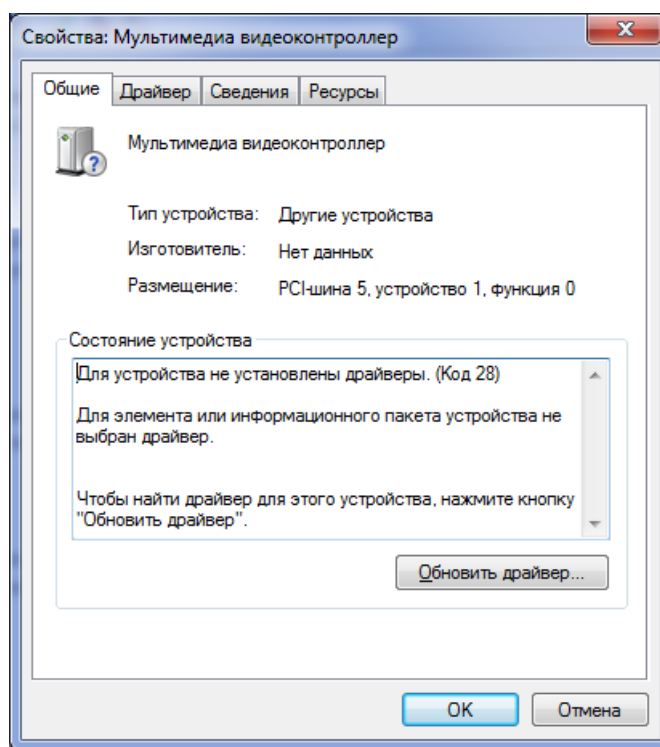 Свойства: Мультимедиа видеоконтроллер
Общие Драйвер Сведения Ресурсы
Мультимедиа видеоконтроллер
Тип устройства: Другие устройства
Изготовитель: Нет данных
Размещение: PCI-шина 5, устройство 1, функция 0
Состояние устройства
Для устройства не установлены драйверы. (Код 28)
Для элемента или информационного пакета устройства не
выбран драйвер.
Чтобы найти драйвер для этого устройства, нажмите кнопку
"Обновить драйвер".
Обновить драйвер...
OK Отмена